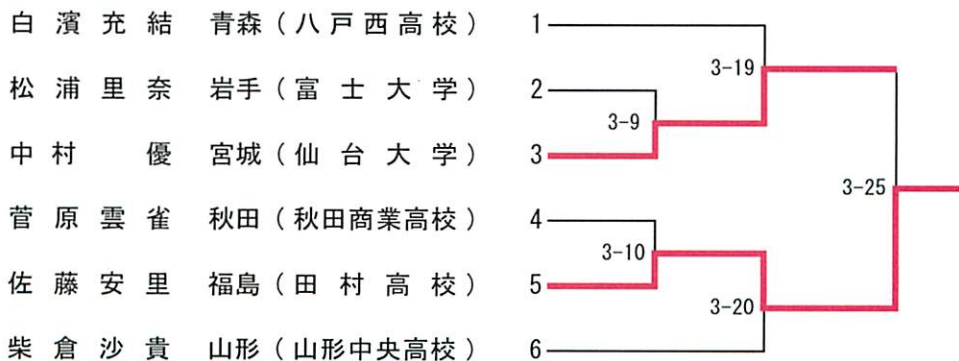 白濱充結 青森（八戸西高校） 1
3-19
松浦里奈 岩手（富士大学） 2
3-9
中村 優 宮城（仙台大学） 3
3-25
菅原雲雀 秋田（秋田商業高校） 4
3-10
佐藤安里 福島（田村高校） 5
3-20
柴倉沙貴 山形（山形中央高校） 6